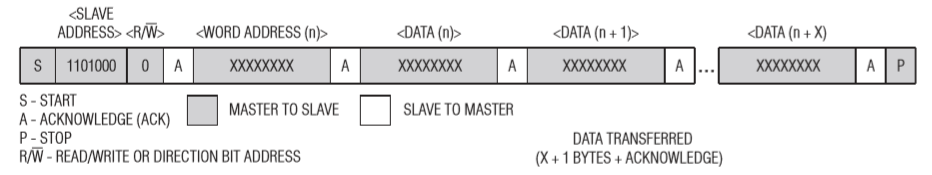 <SLAVE
ADDRESS> <R/W̅> <WORD ADDRESS (n)> <DATA (n)> <DATA (n + 1)> <DATA (n + X)>
S 1101000 0 A XXXXXXXX A XXXXXXXX A XXXXXXXX A ... XXXXXXXX A P
S – START
A – ACKNOWLEDGE (ACK)
P – STOP
R/W̅ – READ/WRITE OR DIRECTION BIT ADDRESS
MASTER TO SLAVE
SLAVE TO MASTER
DATA TRANSFERRED
(X + 1 BYTES + ACKNOWLEDGE)